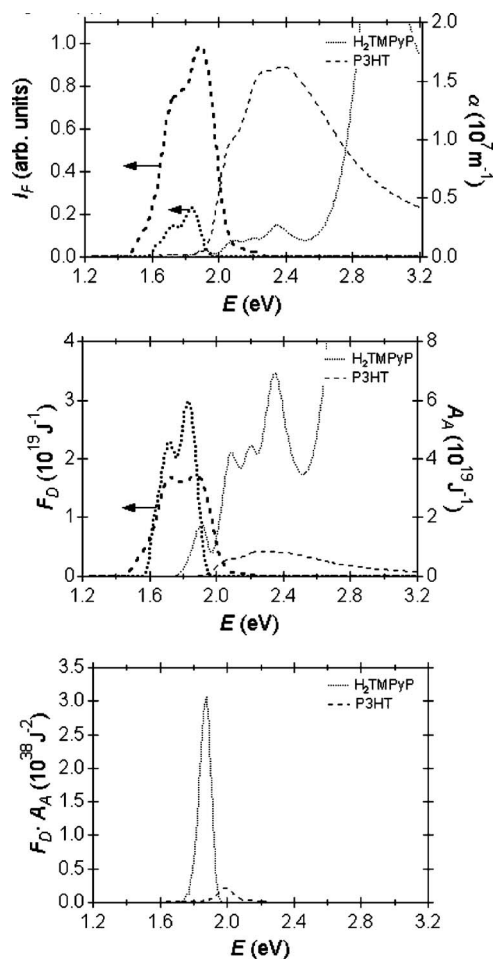 H₂TMPyP
P3HT
I_F (arb. units)
1.0
0.8
0.6
0.4
0.2
0.0
2.0
1.5
1.0
0.5
0.0
α (10⁷ m⁻¹)
1.2 1.6 2.0 2.4 2.8 3.2
E (eV)
H₂TMPyP
P3HT
F_D (10¹⁹ J⁻¹)
4
3
2
1
0
8
6
4
2
0
A_A (10¹⁹ J⁻¹)
1.2 1.6 2.0 2.4 2.8 3.2
E (eV)
H₂TMPyP
P3HT
F_D· A_A (10³⁸ J⁻²)
3.5
3.0
2.5
2.0
1.5
1.0
0.5
0.0
1.2 1.6 2.0 2.4 2.8 3.2
E (eV)